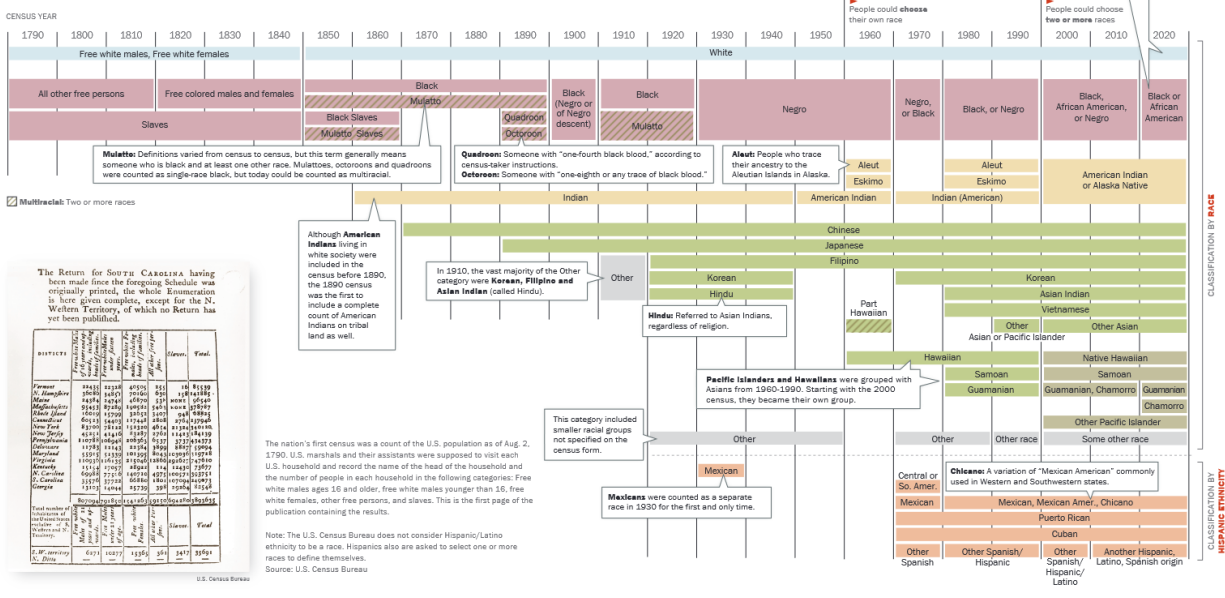 People could choose
their own race
People could choose
two or more races
CENSUS YEAR
1790 1800 1810 1820 1830 1840 1850 1860 1870 1880 1890 1900 1910 1920 1930 1940 1950 1960 1970 1980 1990 2000 2010 2020
Free white males, Free white females
White
All other free persons
Free colored males and females
Slaves
Black
Mulatto
Black Slaves
Mulatto Slaves
Quadroon
Octoroon
Black
(Negro or
of Negro
descent)
Black
Mulatto
Negro
Negro,
or Black
Black, or Negro
Black,
African American,
or Negro
Black or
African
American
Mulatto: Definitions varied from census to census, but this term generally means
someone who is black and at least one other race. Mulattoes, octoroons and quadroons
were counted as single-race black, but today could be counted as multiracial.
Quadroon: Someone with "one-fourth black blood," according to
census-taker instructions.
Octoroon: Someone with "one-eighth or any trace of black blood."
Aleut: People who trace
their ancestry to the
Aleutian Islands in Alaska.
Aleut
Eskimo
Aleut
Eskimo
American Indian
or Alaska Native
Multiracial: Two or more races
Indian
American Indian
Indian (American)
Although American
Indians living in
white society were
included in the
census before 1890,
the 1890 census
was the first to
include a complete
count of American
Indians on tribal
land as well.
Chinese
Japanese
Filipino
In 1910, the vast majority of the Other
category were Korean, Filipino and
Asian Indian (called Hindu).
Other
Korean
Hindu
Korean
Asian Indian
Vietnamese
Hindu: Referred to Asian Indians,
regardless of religion.
Part
Hawaiian
Other
Asian or Pacific Islander
Other Asian
Hawaiian
Native Hawaiian
Samoan
Samoan
Guamanian
Guamanian, Chamorro
Guamanian
Chamorro
Other Pacific Islander
Pacific Islanders and Hawaiians were grouped with
Asians from 1960-1990. Starting with the 2000
census, they became their own group.
This category included
smaller racial groups
not specified on the
census form.
Other
Other
Other race
Some other race
CLASSIFICATION BY RACE
Mexican
Mexicans were counted as a separate
race in 1930 for the first and only time.
Central or
So. Amer.
Mexican
Chicano: A variation of "Mexican American" commonly
used in Western and Southwestern states.
Mexican, Mexican Amer., Chicano
Puerto Rican
Cuban
Other
Spanish
Other Spanish/
Hispanic
Other
Spanish/
Hispanic/
Latino
Another Hispanic,
Latino, Spanish origin
CLASSIFICATION BY
HISPANIC ETHNICITY
The Return for SOUTH CAROLINA having
been made fince the foregoing Schedule was
originally printed, the whole Enumeration
is here given complete, except for the N.
Weftern Territory, of which no Return has
yet been publifhed.
DISTRICTS
Slaves.
Total.
Vermont
N. Hampshire
Maine
Massachusetts
Rhode Island
Connecticut
New York
New Jersey
Pennsylvania
Delaware
Maryland
Virginia
Kentucky
N. Carolina
S. Carolina
Georgia
S. W. territory
N. Ditto
U.S. Census Bureau
The nation's first census was a count of the U.S. population as of Aug. 2,
1790. U.S. marshals and their assistants were supposed to visit each
U.S. household and record the name of the head of the household and
the number of people in each household in the following categories: Free
white males ages 16 and older, free white males younger than 16, free
white females, other free persons, and slaves. This is the first page of the
publication containing the results.
Note: The U.S. Census Bureau does not consider Hispanic/Latino
ethnicity to be a race. Hispanics also are asked to select one or more
races to define themselves.
Source: U.S. Census Bureau